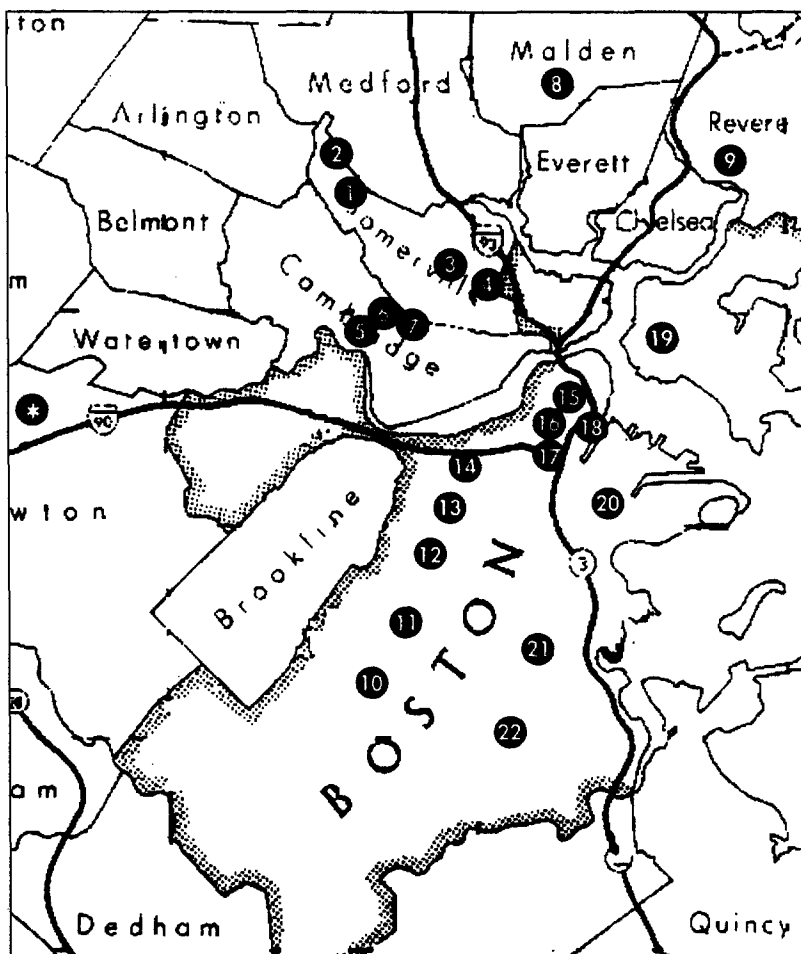 ton
Malden
Medford
8
Arlington
Revere
2
Everett
9
1
Belmont
Chelsea
Somerville
93
3
4
m
Cambridge
6
7
5
19
Watertown
*
90
15
16
18
17
14
20
wton
13
Brookline
12
3
11
BOSTON
21
10
22
am
Dedham
Quincy